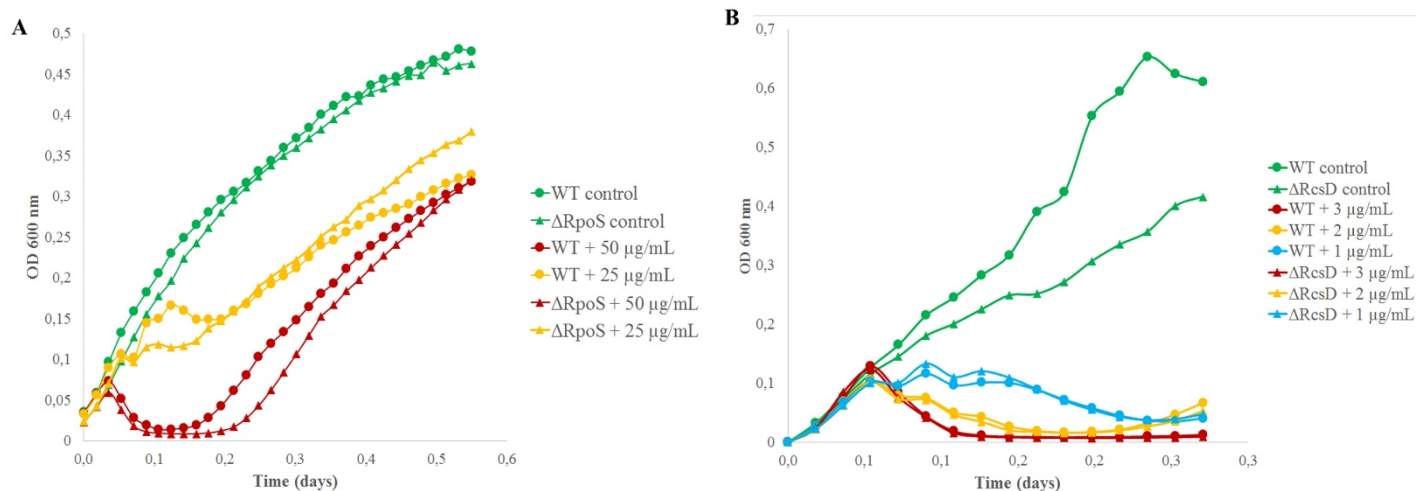 A
0,5
0,45
0,4
0,35
0,3
0,25
0,2
0,15
0,1
0,05
0
OD 600 nm
0,0 0,1 0,2 0,3 0,4 0,5 0,6
Time (days)
WT control
ΔRpoS control
WT + 50 µg/mL
WT + 25 µg/mL
ΔRpoS + 50 µg/mL
ΔRpoS + 25 µg/mL
B
0,7
0,6
0,5
0,4
0,3
0,2
0,1
0
OD 600 nm
0,0 0,1 0,1 0,2 0,2 0,3 0,3
Time (days)
WT control
ΔRcsD control
WT + 3 µg/mL
WT + 2 µg/mL
WT + 1 µg/mL
ΔRcsD + 3 µg/mL
ΔRcsD + 2 µg/mL
ΔRcsD + 1 µg/mL